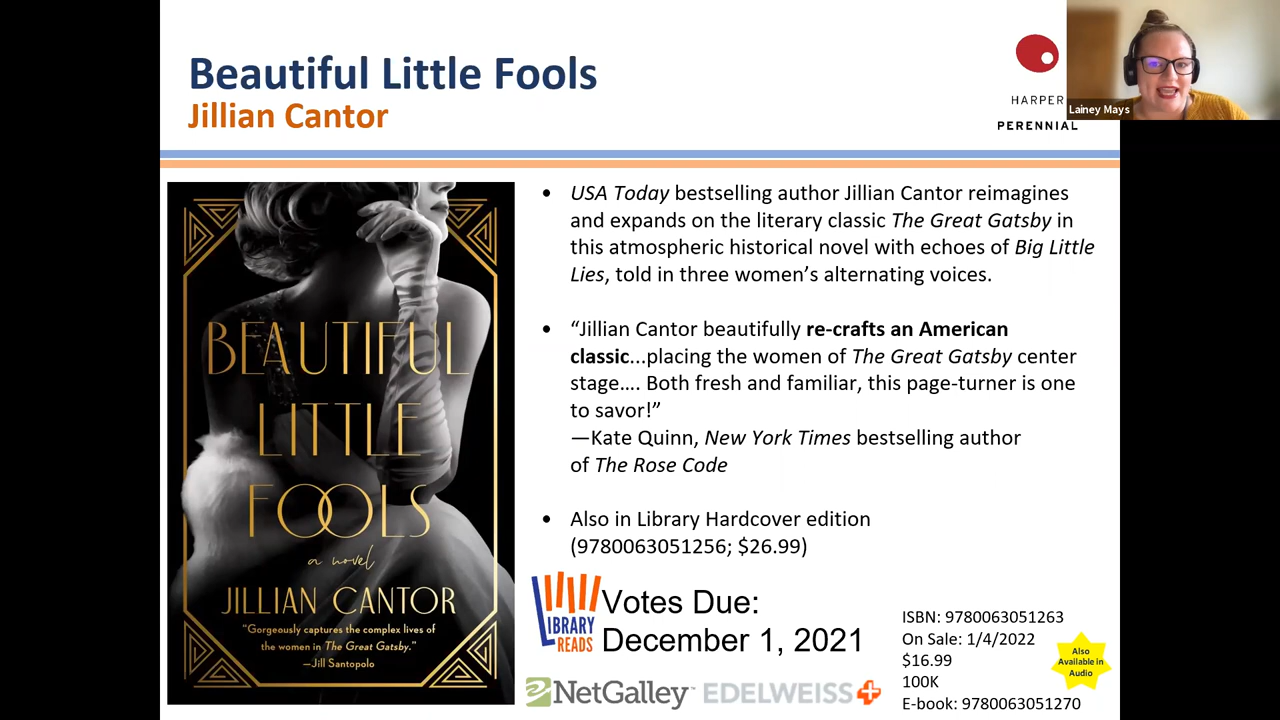 Beautiful Little Fools
Jillian Cantor
HARPER
PERENNIAL
Lainey Mays
BEAUTIFUL
LITTLE
FOOLS
a novel
JILLIAN CANTOR
"Gorgeously captures the complex lives of
the women in The Great Gatsby."
—Jill Santopolo
• USA Today bestselling author Jillian Cantor reimagines
and expands on the literary classic The Great Gatsby in
this atmospheric historical novel with echoes of Big Little
Lies, told in three women's alternating voices.
• “Jillian Cantor beautifully re-crafts an American
classic...placing the women of The Great Gatsby center
stage.... Both fresh and familiar, this page-turner is one
to savor!”
—Kate Quinn, New York Times bestselling author
of The Rose Code
• Also in Library Hardcover edition
(9780063051256; $26.99)
LIBRARY
READS
Votes Due:
December 1, 2021
NetGalley
EDELWEISS+
ISBN: 9780063051263
On Sale: 1/4/2022
$16.99
100K
E-book: 9780063051270
Also
Available in
Audio